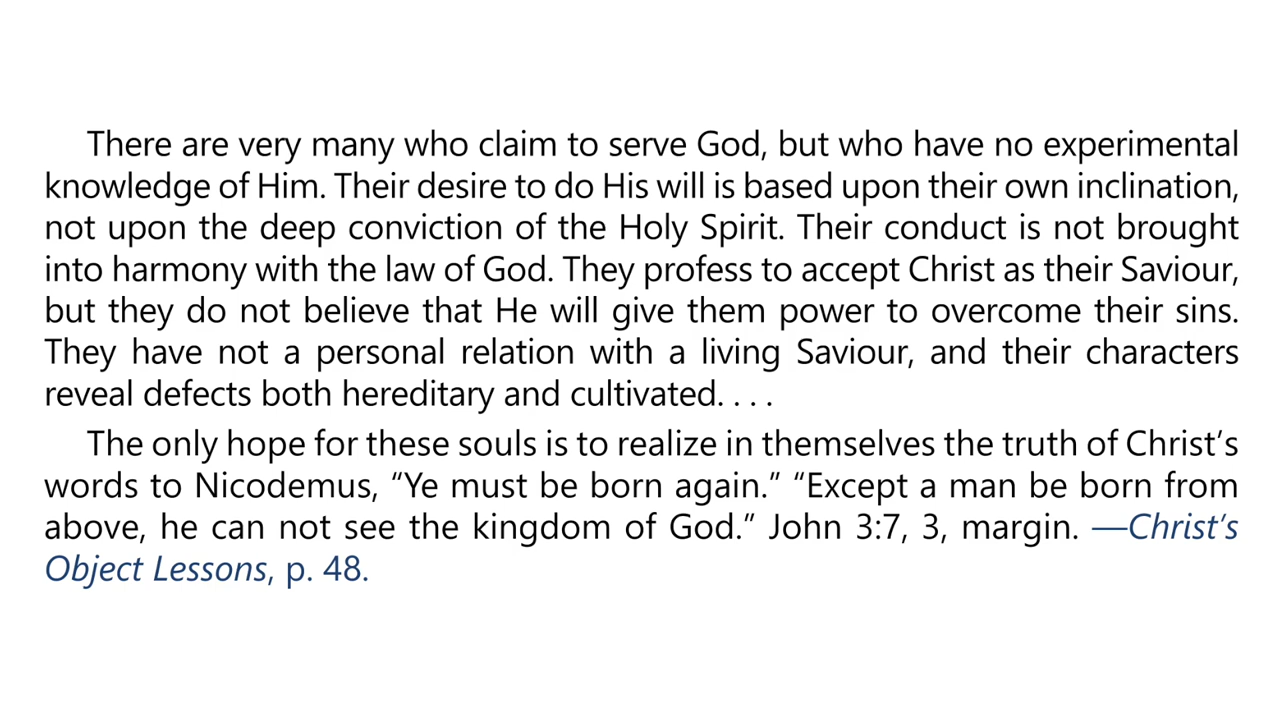 There are very many who claim to serve God, but who have no experimental
knowledge of Him. Their desire to do His will is based upon their own inclination,
not upon the deep conviction of the Holy Spirit. Their conduct is not brought
into harmony with the law of God. They profess to accept Christ as their Saviour,
but they do not believe that He will give them power to overcome their sins.
They have not a personal relation with a living Saviour, and their characters
reveal defects both hereditary and cultivated. . . .
The only hope for these souls is to realize in themselves the truth of Christ’s
words to Nicodemus, “Ye must be born again.” “Except a man be born from
above, he can not see the kingdom of God.” John 3:7, 3, margin. —Christ’s
Object Lessons, p. 48.